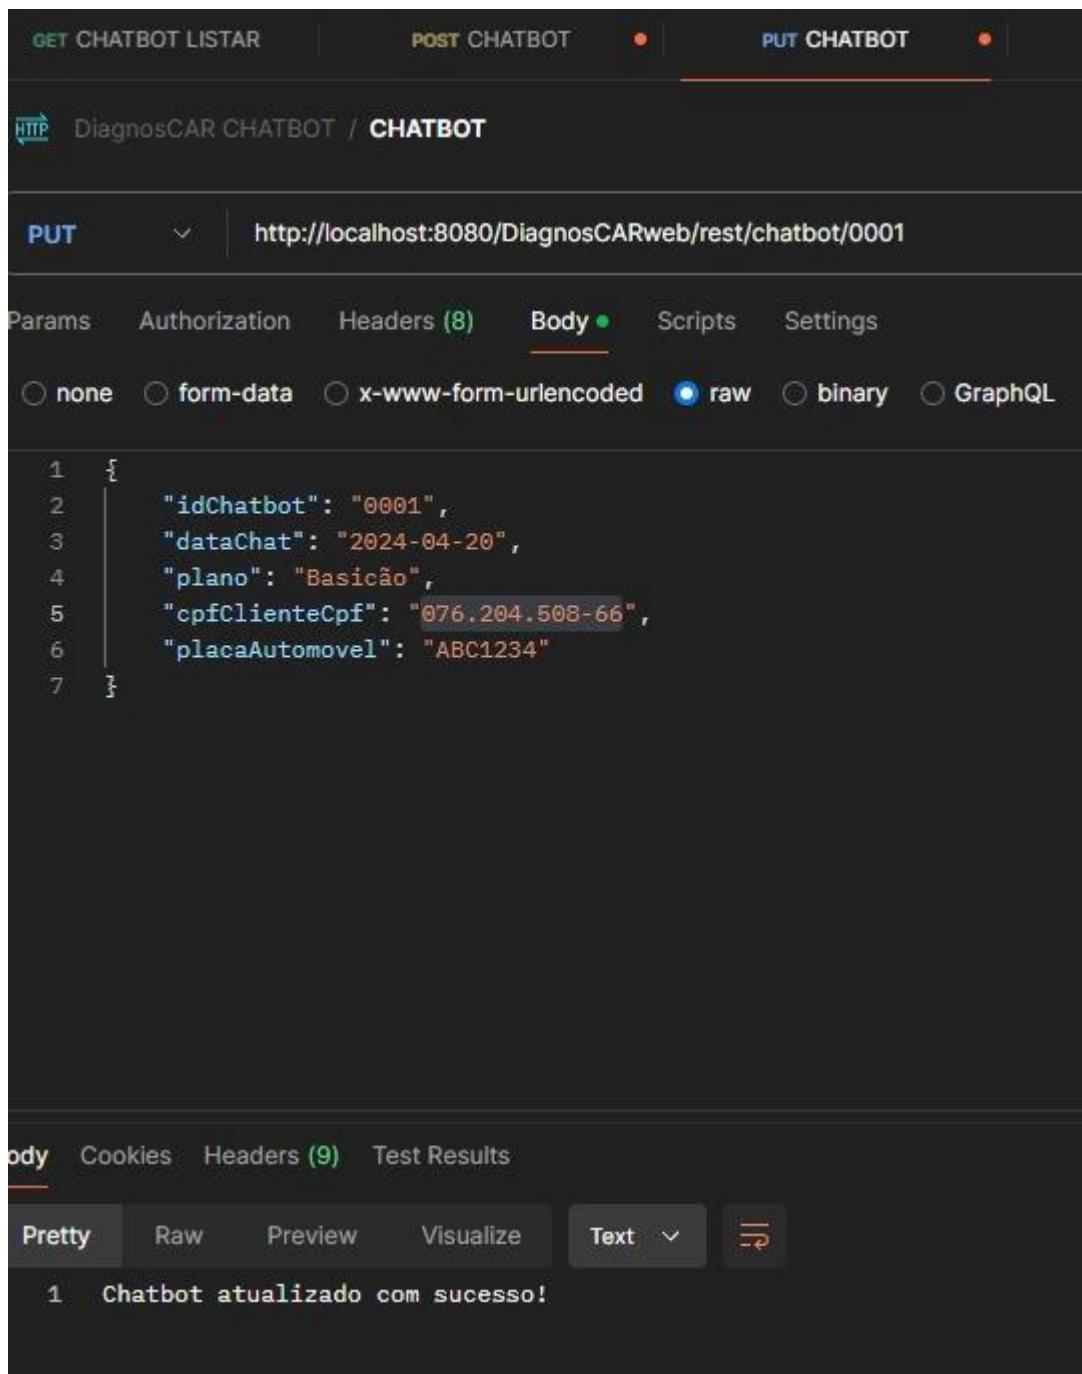 GET CHATBOT LISTAR POST CHATBOT PUT CHATBOT
HTTP DiagnosCAR CHATBOT / CHATBOT
PUT http://localhost:8080/DiagnosCARweb/rest/chatbot/0001
Params Authorization Headers (8) Body Scripts Settings
none form-data x-www-form-urlencoded raw binary GraphQL
1 {
2 "idChatbot": "0001",
3 "dataChat": "2024-04-20",
4 "plano": "Basicão",
5 "cpfClienteCpf": "076.204.508-66",
6 "placaAutomovel": "ABC1234"
7 }
ody Cookies Headers (9) Test Results
Pretty Raw Preview Visualize Text
1 Chatbot atualizado com sucesso!